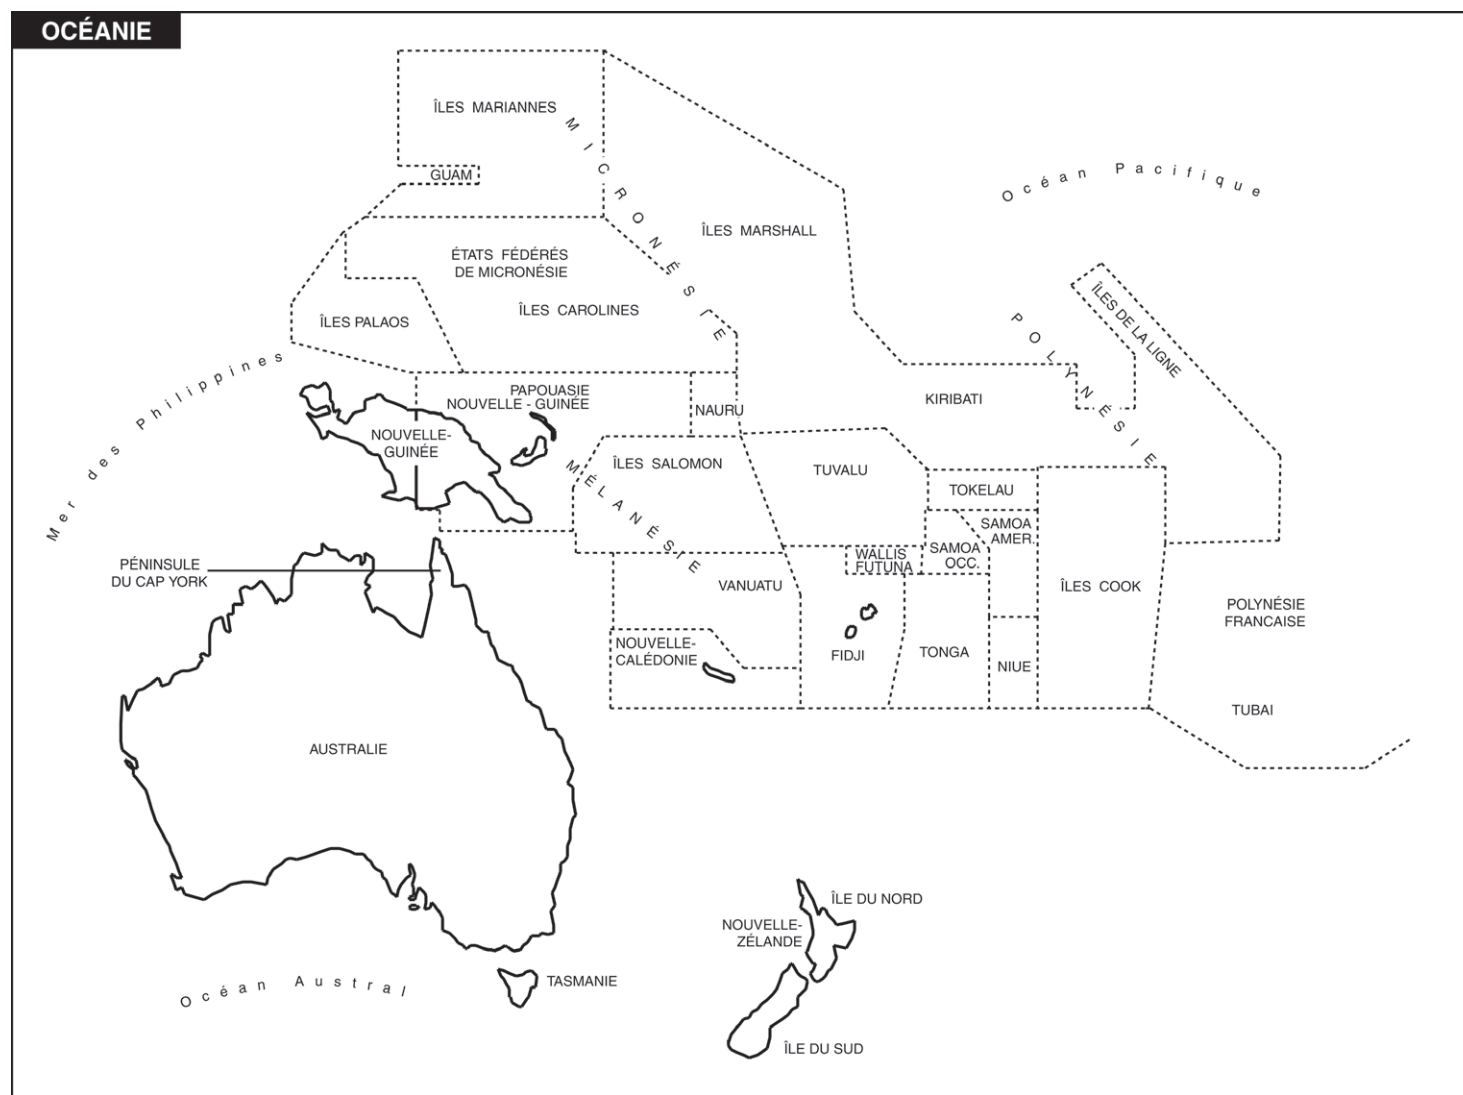 OCÉANIE
ÎLES MARIANNES
MICRONÉSIE
GUAM
Océan Pacifique
ÎLES MARSHALL
ÉTATS FÉDÉRÉS
DE MICRONÉSIE
ÎLES CAROLINES
ÎLES PALAOS
ÎLES DE LA LIGNE
POLYNÉSIE
Mer des Philippines
PAPOUASIE
NOUVELLE - GUINÉE
NAURU
KIRIBATI
NOUVELLE-
GUINÉE
ÎLES SALOMON
MÉLANÉSIE
TUVALU
TOKELAU
SAMOA
AMER.
SAMOA
OCC.
WALLIS
FUTUNA
PÉNINSULE
DU CAP YORK
VANUATU
ÎLES COOK
POLYNÉSIE
FRANCAISE
NOUVELLE-
CALÉDONIE
FIDJI
TONGA
NIUE
TUBAI
AUSTRALIE
ÎLE DU NORD
NOUVELLE-
ZÉLANDE
Océan Austral
TASMANIE
ÎLE DU SUD